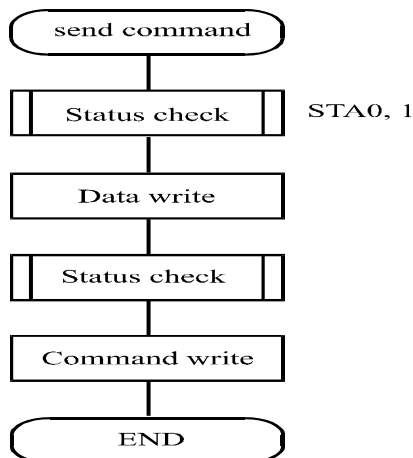 send command
Status check
STA0, 1
Data write
Status check
Command write
END